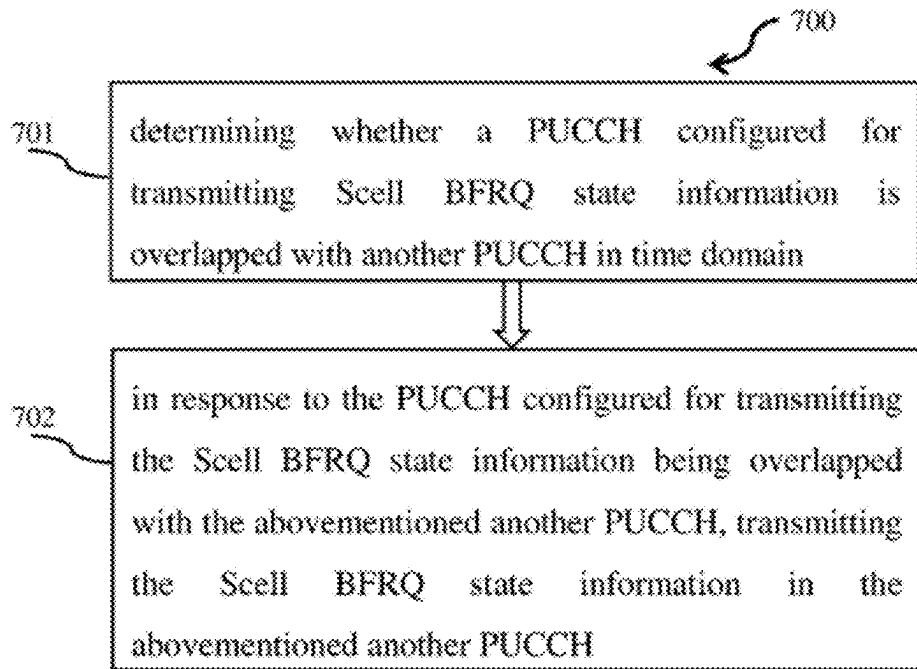 700
701
determining whether a PUCCH configured for
transmitting Scell BFRQ state information is
overlapped with another PUCCH in time domain
702
in response to the PUCCH configured for transmitting
the Scell BFRQ state information being overlapped
with the abovementioned another PUCCH, transmitting
the Scell BFRQ state information in the
abovementioned another PUCCH